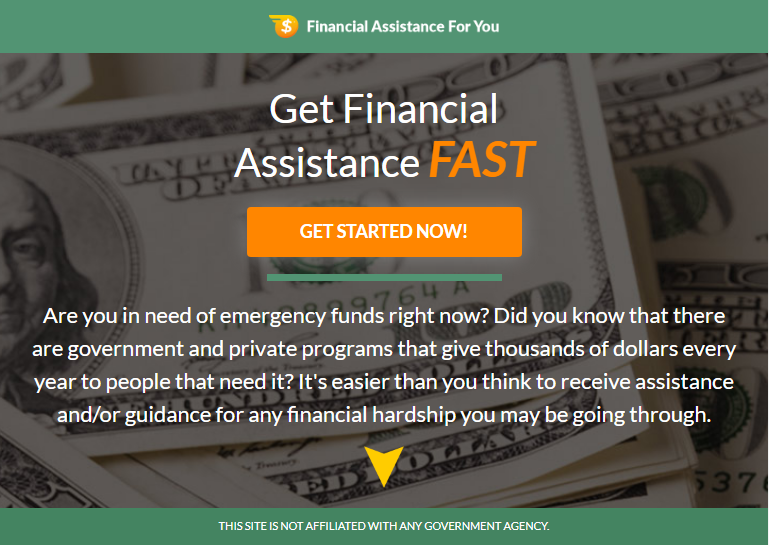 Financial Assistance For You
Get Financial
Assistance FAST
GET STARTED NOW!
Are you in need of emergency funds right now? Did you know that there
are government and private programs that give thousands of dollars every
year to people that need it? It's easier than you think to receive assistance
and/or guidance for any financial hardship you may be going through.
THIS SITE IS NOT AFFILIATED WITH ANY GOVERNMENT AGENCY.